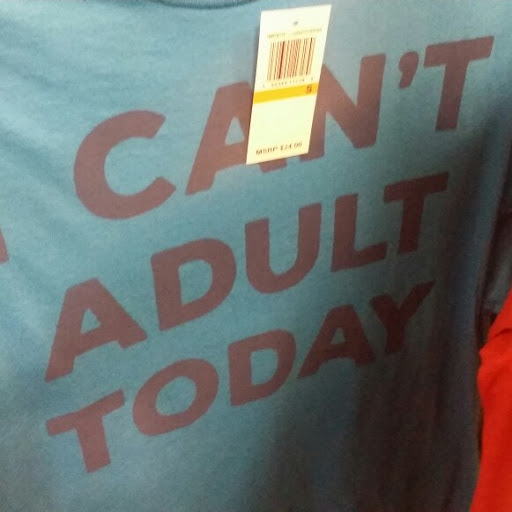 CAN'T
ADULT
TODAY
S
MSRP $24.00